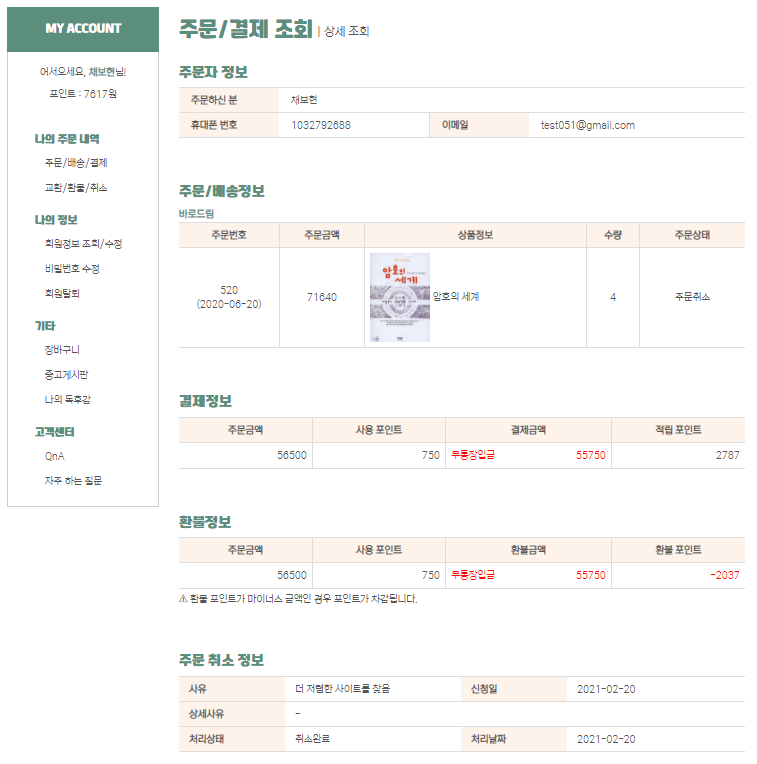 MY ACCOUNT
어서오세요, 채보현님!
포인트 : 7617원
나의 주문 내역
주문/배송/결제
교환/환불/취소
나의 정보
회원정보 조회/수정
비밀번호 수정
회원탈퇴
기타
장바구니
중고게시판
나의 독후감
고객센터
QnA
자주 하는 질문
주문/결제 조회 | 상세 조회
주문자 정보
주문하신 분 채보현
휴대폰 번호 1032792688 이메일 test051@gmail.com
주문/배송정보
바로드림
주문번호 주문금액 상품정보 수량 주문상태
520
(2020-06-20) 71640 암호의 세계 4 주문취소
암호의
세계
결제정보
주문금액 사용 포인트 결제금액 적립 포인트
56500 750 무통장입금 55750 2787
환불정보
주문금액 사용 포인트 환불금액 환불 포인트
56500 750 무통장입금 55750 -2037
⚠ 환불 포인트가 마이너스 금액인 경우 포인트가 차감됩니다.
주문 취소 정보
사유 더 저렴한 사이트를 찾음 신청일 2021-02-20
상세사유 -
처리상태 취소완료 처리날짜 2021-02-20